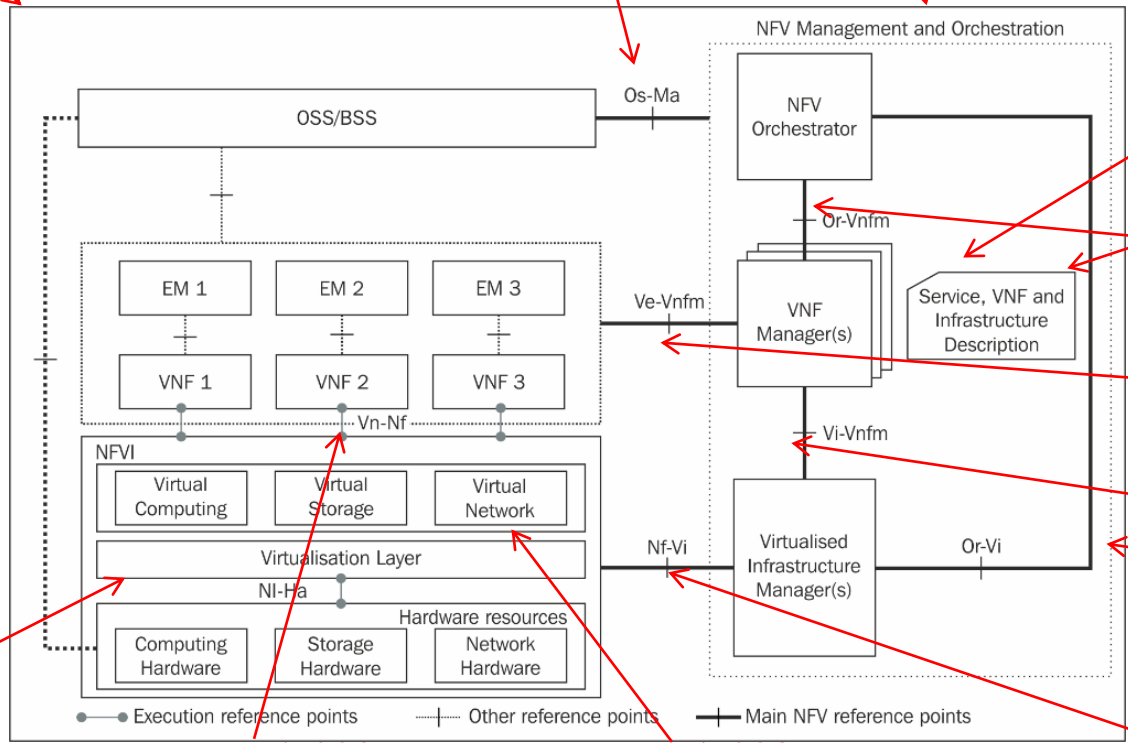 NFV Management and Orchestration
Os-Ma
OSS/BSS
NFV
Orchestrator
Or-Vnfm
EM 1
EM 2
EM 3
Ve-Vnfm
VNF
Manager(s)
Service, VNF and
Infrastructure
Description
VNF 1
VNF 2
VNF 3
Vn-Nf
Vi-Vnfm
NFVI
Virtual
Computing
Virtual
Storage
Virtual
Network
Virtualisation Layer
Nf-Vi
Virtualised
Infrastructure
Manager(s)
Or-Vi
NI-Ha
Hardware resources
Computing
Hardware
Storage
Hardware
Network
Hardware
Execution reference points
Other reference points
Main NFV reference points